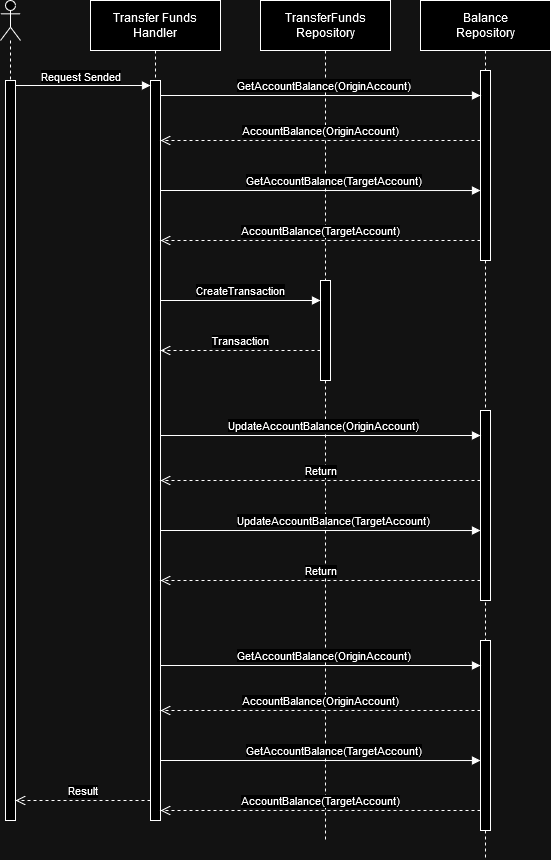 Transfer Funds
Handler
TransferFunds
Repository
Balance
Repository
Request Sended
GetAccountBalance(OriginAccount)
AccountBalance(OriginAccount)
GetAccountBalance(TargetAccount)
AccountBalance(TargetAccount)
CreateTransaction
Transaction
UpdateAccountBalance(OriginAccount)
Return
UpdateAccountBalance(TargetAccount)
Return
GetAccountBalance(OriginAccount)
AccountBalance(OriginAccount)
GetAccountBalance(TargetAccount)
Result
AccountBalance(TargetAccount)